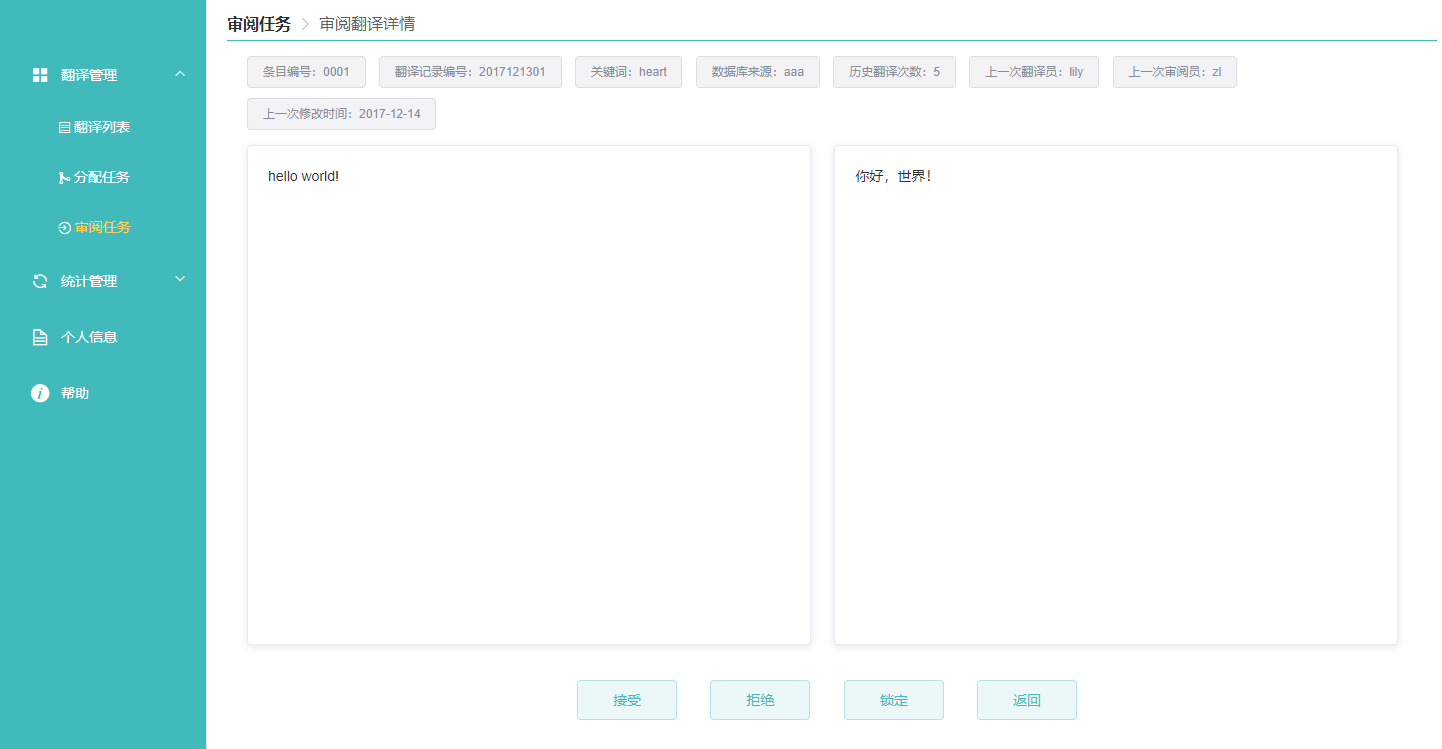 翻译管理
翻译列表
分配任务
审阅任务
统计管理
个人信息
帮助
审阅任务 > 审阅翻译详情
条目编号：0001 翻译记录编号：2017121301 关键词：heart 数据库来源：aaa 历史翻译次数：5 上一次翻译员：lily 上一次审阅员：zl
上一次修改时间：2017-12-14
hello world!
你好，世界！
接受 拒绝 锁定 返回